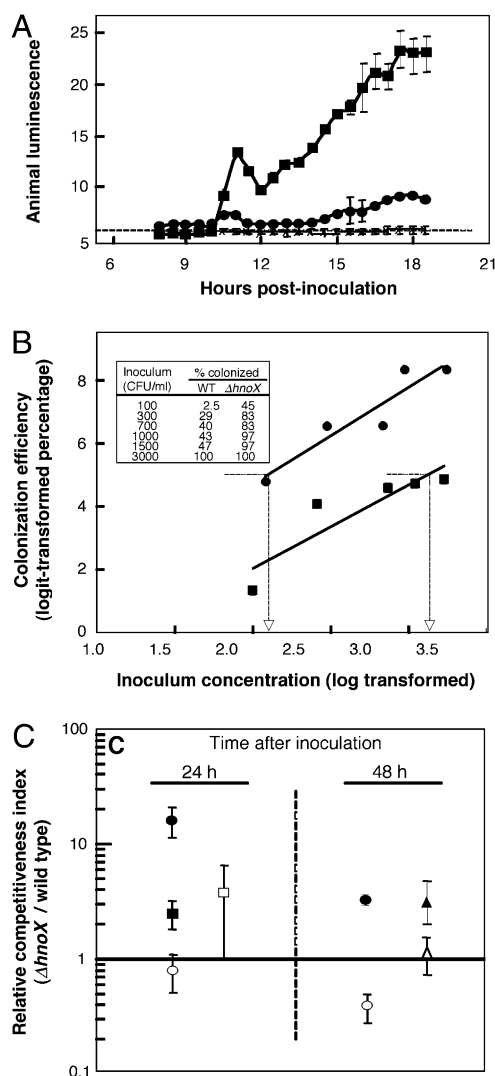 A
Animal luminescence
25
20
15
10
5
6
9
12
15
18
21
Hours post-inoculation
B
Colonization efficiency
(logit-transformed percentage)
8
6
4
2
0
Inoculum % colonized
(CFU/ml) WT ΔhnoX
100 2.5 45
300 29 83
700 40 83
1000 43 97
1500 47 97
3000 100 100
1.0 1.5 2.0 2.5 3.0 3.5
Inoculum concentration (log transformed)
C
Relative competitiveness index
(ΔhnoX / wild type)
100
10
1
0.1
C
Time after inoculation
24 h 48 h